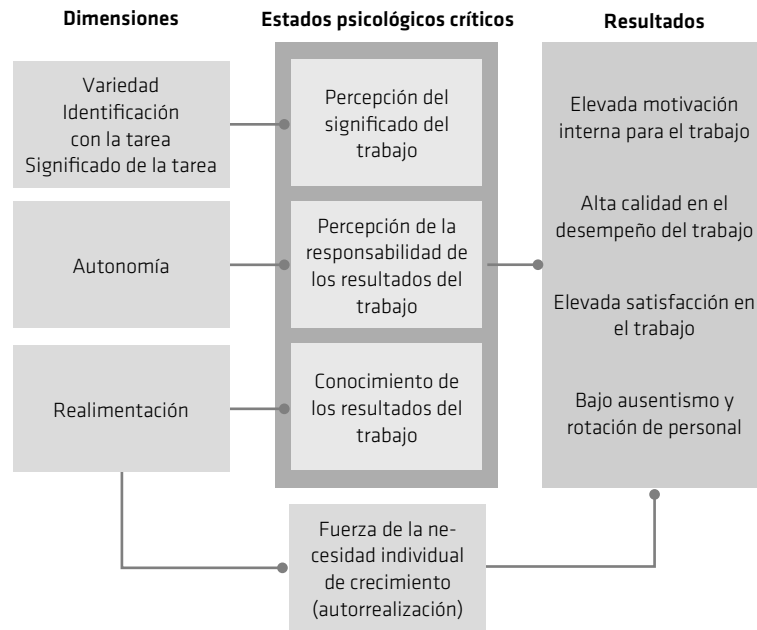 Dimensiones
Estados psicológicos críticos
Resultados
Variedad
Identificación
con la tarea
Significado de la tarea
Percepción del
significado del
trabajo
Elevada motivación
interna para el trabajo
Autonomía
Percepción de la
responsabilidad de
los resultados del
trabajo
Alta calidad en el
desempeño del trabajo
Elevada satisfacción en
el trabajo
Realimentación
Conocimiento de
los resultados del
trabajo
Bajo ausentismo y
rotación de personal
Fuerza de la ne-
cesidad individual
de crecimiento
(autorrealización)